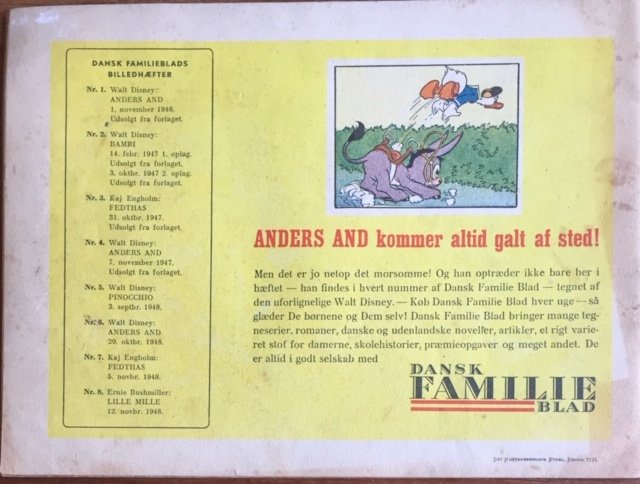 DANSK FAMILIEBLADS
BILLEDHÆFTER
Nr. 1. Walt Disney:
ANDERS AND
1. november 1946.
Udsolgt fra forlaget.
Nr. 2. Walt Disney:
BAMBI
14. febr. 1947 1. oplag.
Udsolgt fra forlaget.
3. oktbr. 1947 2. oplag.
Udsolgt fra forlaget.
Nr. 3. Kaj Engholm:
FEDTHAS
31. oktbr. 1947.
Udsolgt fra forlaget.
Nr. 4. Walt Disney:
ANDERS AND
7. november 1947.
Udsolgt fra forlaget.
Nr. 5. Walt Disney:
PINOCCHIO
3. septbr. 1948.
Nr. 6. Walt Disney:
ANDERS AND
29. oktbr. 1948.
Nr. 7. Kaj Engholm:
FEDTHAS
5. novbr. 1948.
Nr. 8. Ernie Bushmiller:
LILLE MILLE
12. novbr. 1948.
ANDERS AND kommer altid galt af sted!
Men det er jo netop det morsomme! Og han optræder ikke bare her i
hæftet — han findes i hvert nummer af Dansk Familie Blad — tegnet af
den uforlignelige Walt Disney. — Køb Dansk Familie Blad hver uge — så
glæder De børnene og Dem selv! Dansk Familie Blad bringer mange teg-
neserier, romaner, danske og udenlandske noveller, artikler, et rigt varie-
ret stof for damerne, skolehistorier, præmieopgaver og meget andet. De
er altid i godt selskab med
DANSK
FAMILIE
BLAD